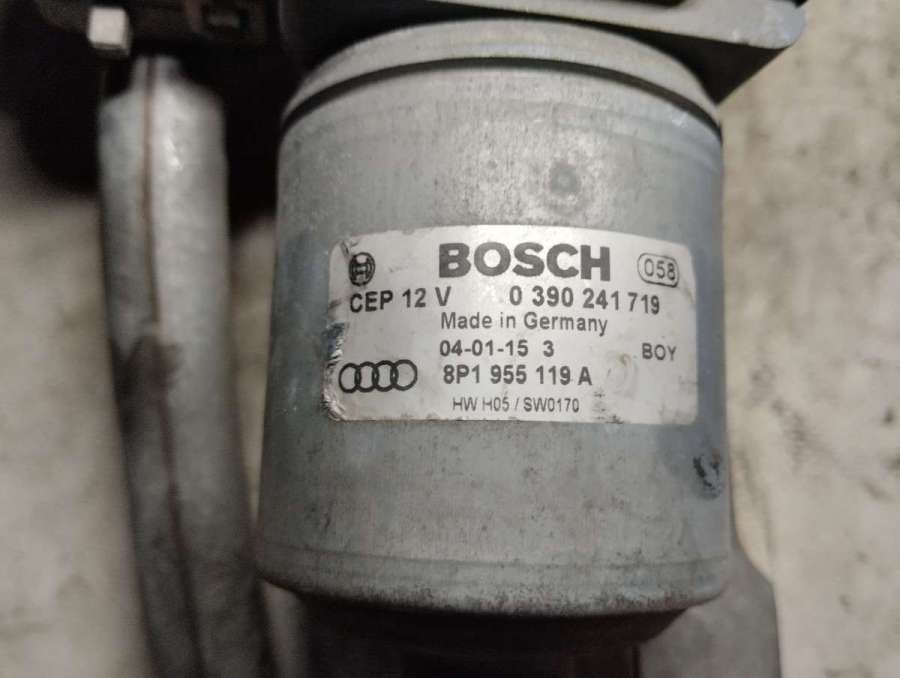 BOSCH 058
CEP 12 V 0 390 241 719
Made in Germany
04-01-15 3 BOY
8P1 955 119 A
HW H05 / SW0170